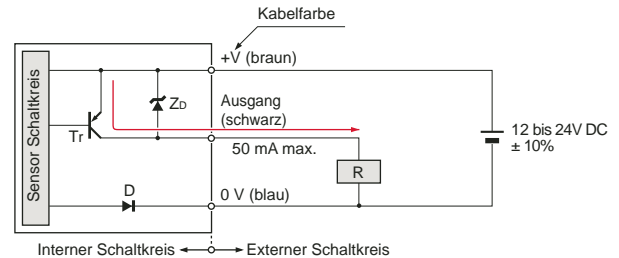 Kabelfarbe
+V (braun)
Sensor Schaltkreis
Tr
ZD
Ausgang
(schwarz)
50 mA max.
R
12 bis 24V DC
± 10%
D
0 V (blau)
Interner Schaltkreis
Externer Schaltkreis